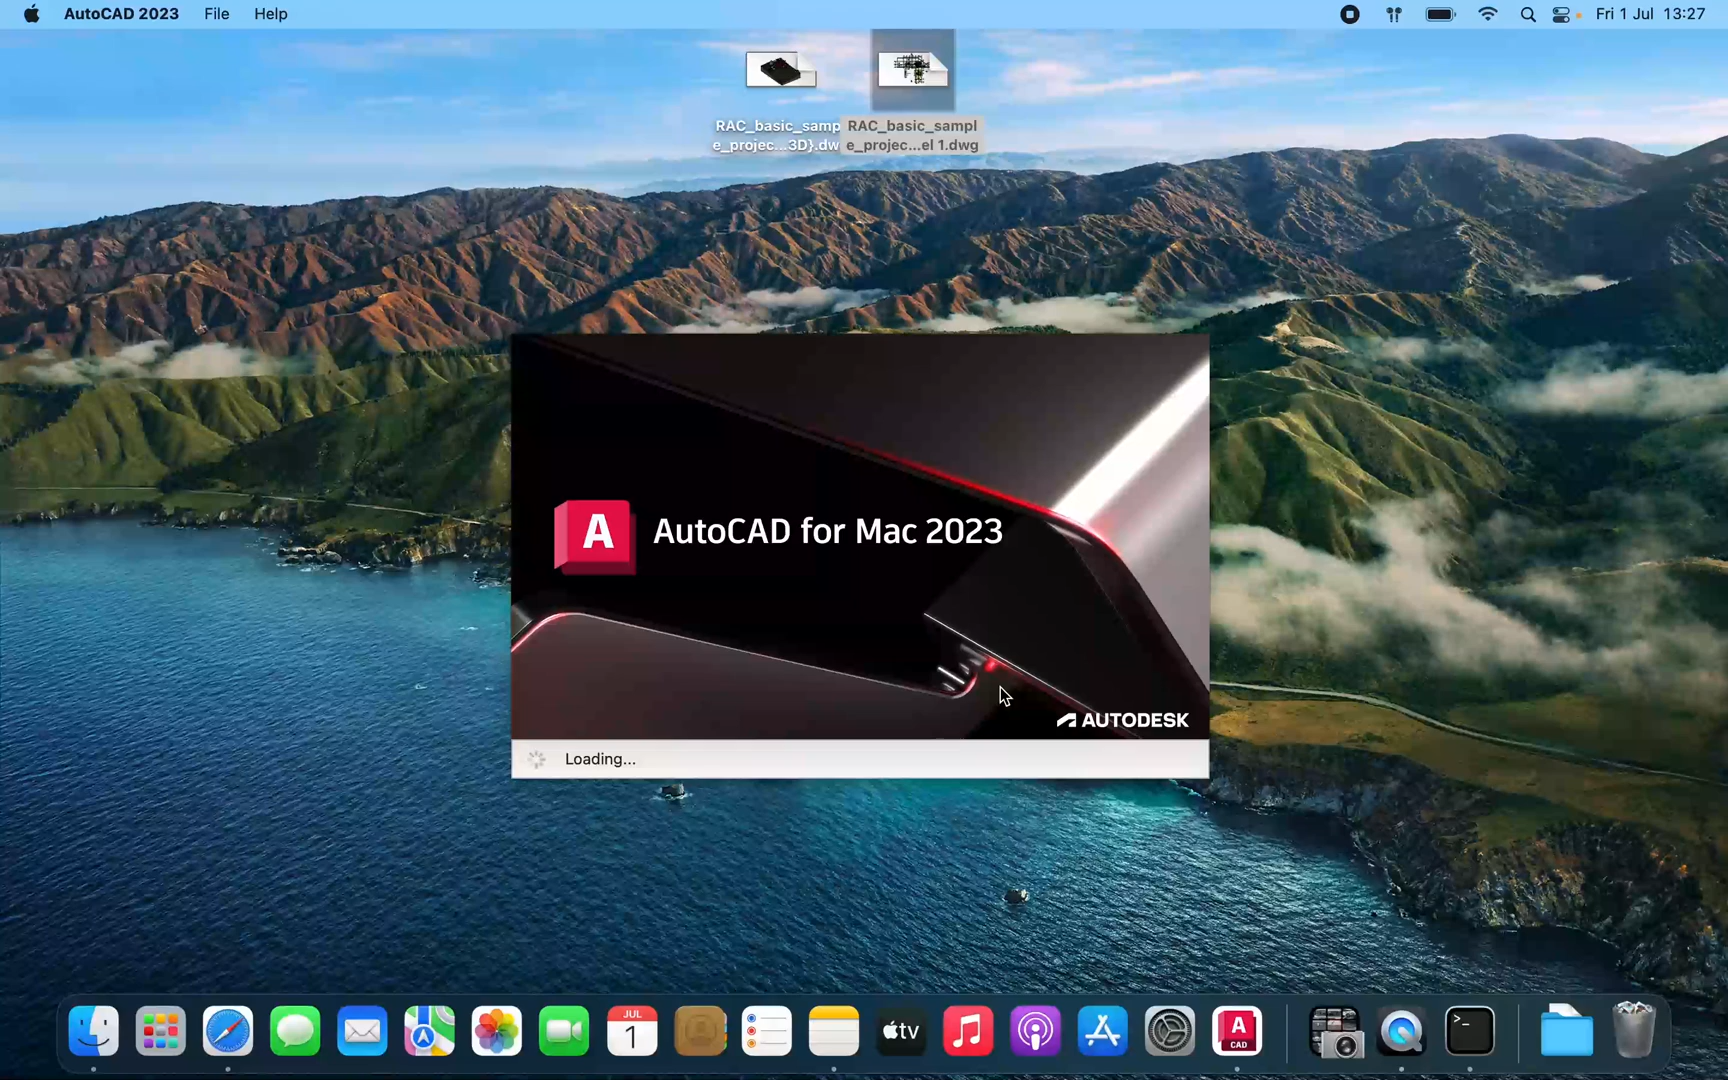 AutoCAD 2023 File Help Fri 1 Jul 13:27
RAC_basic_samp
e_projec...3D}.dw
RAC_basic_sampl
e_projec...el 1.dwg
A AutoCAD for Mac 2023
AUTODESK
Loading...
JUL
1
tv
A
CAD
>_